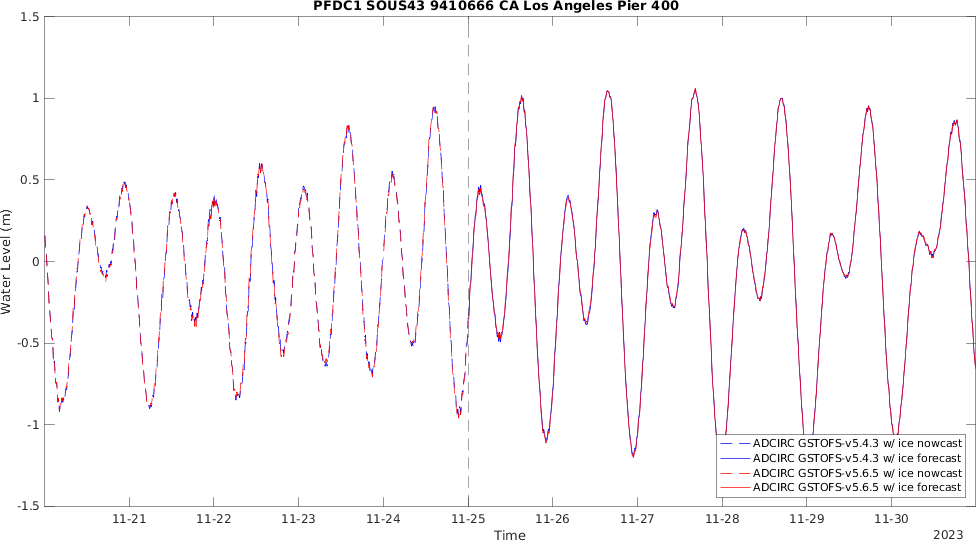 PFDC1 SOUS43 9410666 CA Los Angeles Pier 400
1.5
1
0.5
0
-0.5
-1
-1.5
Water Level (m)
11-21
11-22
11-23
11-24
11-25
11-26
11-27
11-28
11-29
11-30
Time
2023
ADCIRC GSTOFS-v5.4.3 w/ ice nowcast
ADCIRC GSTOFS-v5.4.3 w/ ice forecast
ADCIRC GSTOFS-v5.6.5 w/ ice nowcast
ADCIRC GSTOFS-v5.6.5 w/ ice forecast